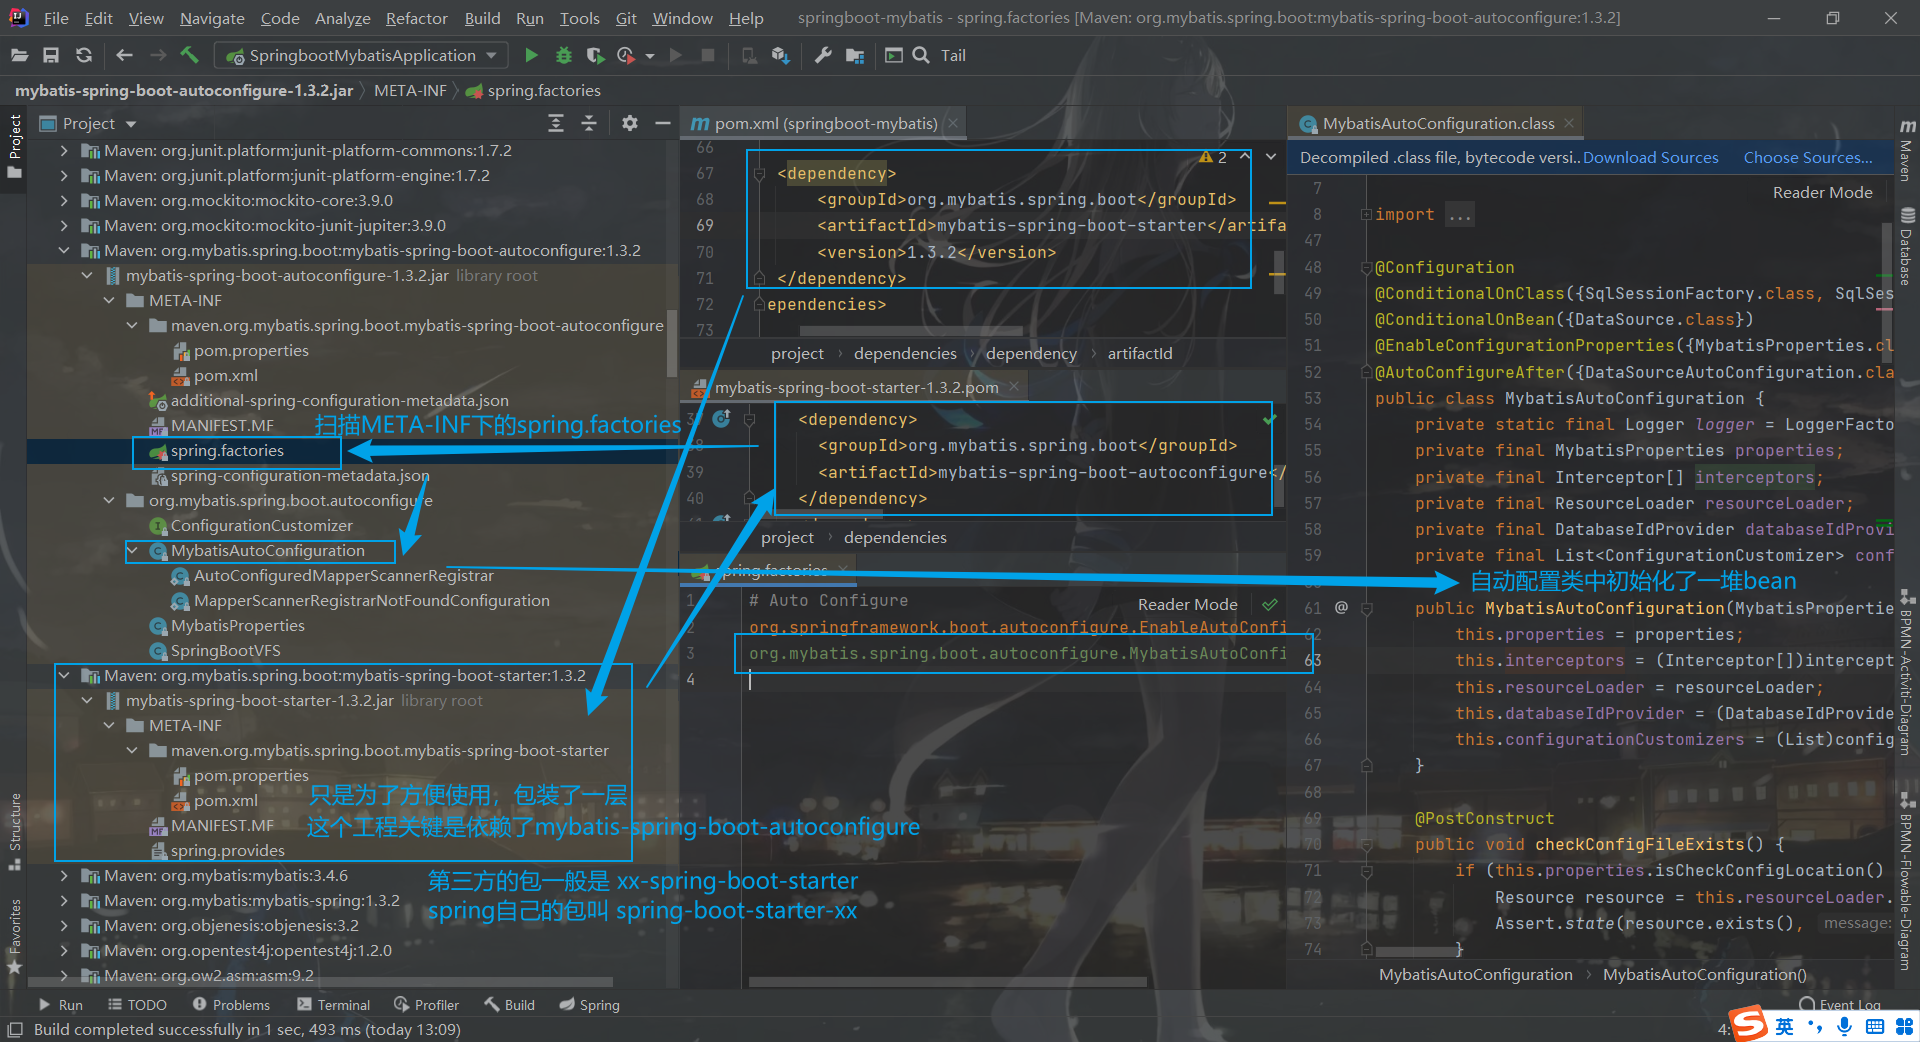 File Edit View Navigate Code Analyze Refactor Build Run Tools Git Window Help springboot-mybatis - spring.factories [Maven: org.mybatis.spring.boot:mybatis-spring-boot-autoconfigure:1.3.2]
SpringbootMybatisApplication Tail
mybatis-spring-boot-autoconfigure-1.3.2.jar META-INF spring.factories
Project
Project
Maven: org.junit.platform:junit-platform-commons:1.7.2
Maven: org.junit.platform:junit-platform-engine:1.7.2
Maven: org.mockito:mockito-core:3.9.0
Maven: org.mockito:mockito-junit-jupiter:3.9.0
Maven: org.mybatis.spring.boot:mybatis-spring-boot-autoconfigure:1.3.2
mybatis-spring-boot-autoconfigure-1.3.2.jar library root
META-INF
maven.org.mybatis.spring.boot.mybatis-spring-boot-autoconfigure
pom.properties
pom.xml
additional-spring-configuration-metadata.json
MANIFEST.MF
扫描META-INF下的spring.factories
spring.factories
spring-configuration-metadata.json
org.mybatis.spring.boot.autoconfigure
ConfigurationCustomizer
MybatisAutoConfiguration
AutoConfiguredMapperScannerRegistrar
MapperScannerRegistrarNotFoundConfiguration
MybatisProperties
SpringBootVFS
Maven: org.mybatis.spring.boot:mybatis-spring-boot-starter:1.3.2
mybatis-spring-boot-starter-1.3.2.jar library root
META-INF
maven.org.mybatis.spring.boot.mybatis-spring-boot-starter
pom.properties
pom.xml
MANIFEST.MF
spring.provides
只是为了方便使用，包装了一层
这个工程关键是依赖了mybatis-spring-boot-autoconfigure
Maven: org.mybatis:mybatis:3.4.6
Maven: org.mybatis:mybatis-spring:1.3.2
Maven: org.objenesis:objenesis:3.2
Maven: org.opentest4j:opentest4j:1.2.0
Maven: org.ow2.asm:asm:9.2
第三方的包一般是 xx-spring-boot-starter
spring自己的包叫 spring-boot-starter-xx
Structure
Favorites
pom.xml (springboot-mybatis)
2
66
67 <dependency>
68 <groupId>org.mybatis.spring.boot</groupId>
69 <artifactId>mybatis-spring-boot-starter</artifa
70 <version>1.3.2</version>
71 </dependency>
72 ependencies>
73
project dependencies dependency artifactId
mybatis-spring-boot-starter-1.3.2.pom
<dependency>
<groupId>org.mybatis.spring.boot</groupId>
39 <artifactId>mybatis-spring-boot-autoconfigure</
40 </dependency>
project dependencies
spring.factories
Reader Mode
1 # Auto Configure
2 org.springframework.boot.autoconfigure.EnableAutoConfi
3 org.mybatis.spring.boot.autoconfigure.MybatisAutoConfi
4
MybatisAutoConfiguration.class
Decompiled .class file, bytecode versi.. Download Sources Choose Sources...
Reader Mode
7
8 import ...
47
48 @Configuration
49 @ConditionalOnClass({SqlSessionFactory.class, SqlSes
50 @ConditionalOnBean({DataSource.class})
51 @EnableConfigurationProperties({MybatisProperties.cl
52 @AutoConfigureAfter({DataSourceAutoConfiguration.cla
53 public class MybatisAutoConfiguration {
54 private static final Logger logger = LoggerFacto
55 private final MybatisProperties properties;
56 private final Interceptor[] interceptors;
57 private final ResourceLoader resourceLoader;
58 private final DatabaseIdProvider databaseIdProvi
59 private final List<ConfigurationCustomizer> conf
自动配置类中初始化了一堆bean
61 @ public MybatisAutoConfiguration(MybatisPropertie
62 this.properties = properties;
63 this.interceptors = (Interceptor[])intercept
64 this.resourceLoader = resourceLoader;
65 this.databaseIdProvider = (DatabaseIdProvide
66 this.configurationCustomizers = (List)config
67 }
68
69 @PostConstruct
70 public void checkConfigFileExists() {
71 if (this.properties.isCheckConfigLocation()
72 Resource resource = this.resourceLoader.
73 Assert.state(resource.exists(), message:
74 }
MybatisAutoConfiguration MybatisAutoConfiguration()
Maven
Database
BPMN-Activiti-Diagram
BPMN-Flowable-Diagram
Run TODO Problems Terminal Profiler Build Spring Event Log
Build completed successfully in 1 sec, 493 ms (today 13:09) 4:
S 英